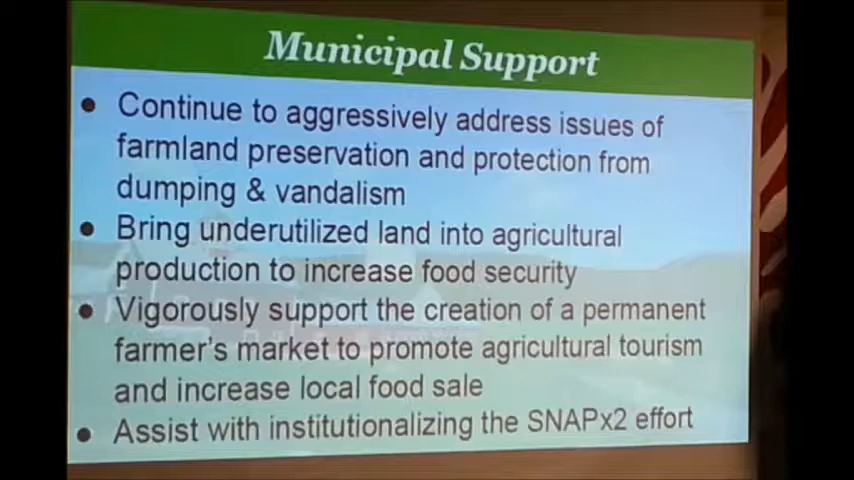 Municipal Support
• Continue to aggressively address issues of
farmland preservation and protection from
dumping & vandalism
• Bring underutilized land into agricultural
production to increase food security
• Vigorously support the creation of a permanent
farmer's market to promote agricultural tourism
and increase local food sale
• Assist with institutionalizing the SNAPx2 effort